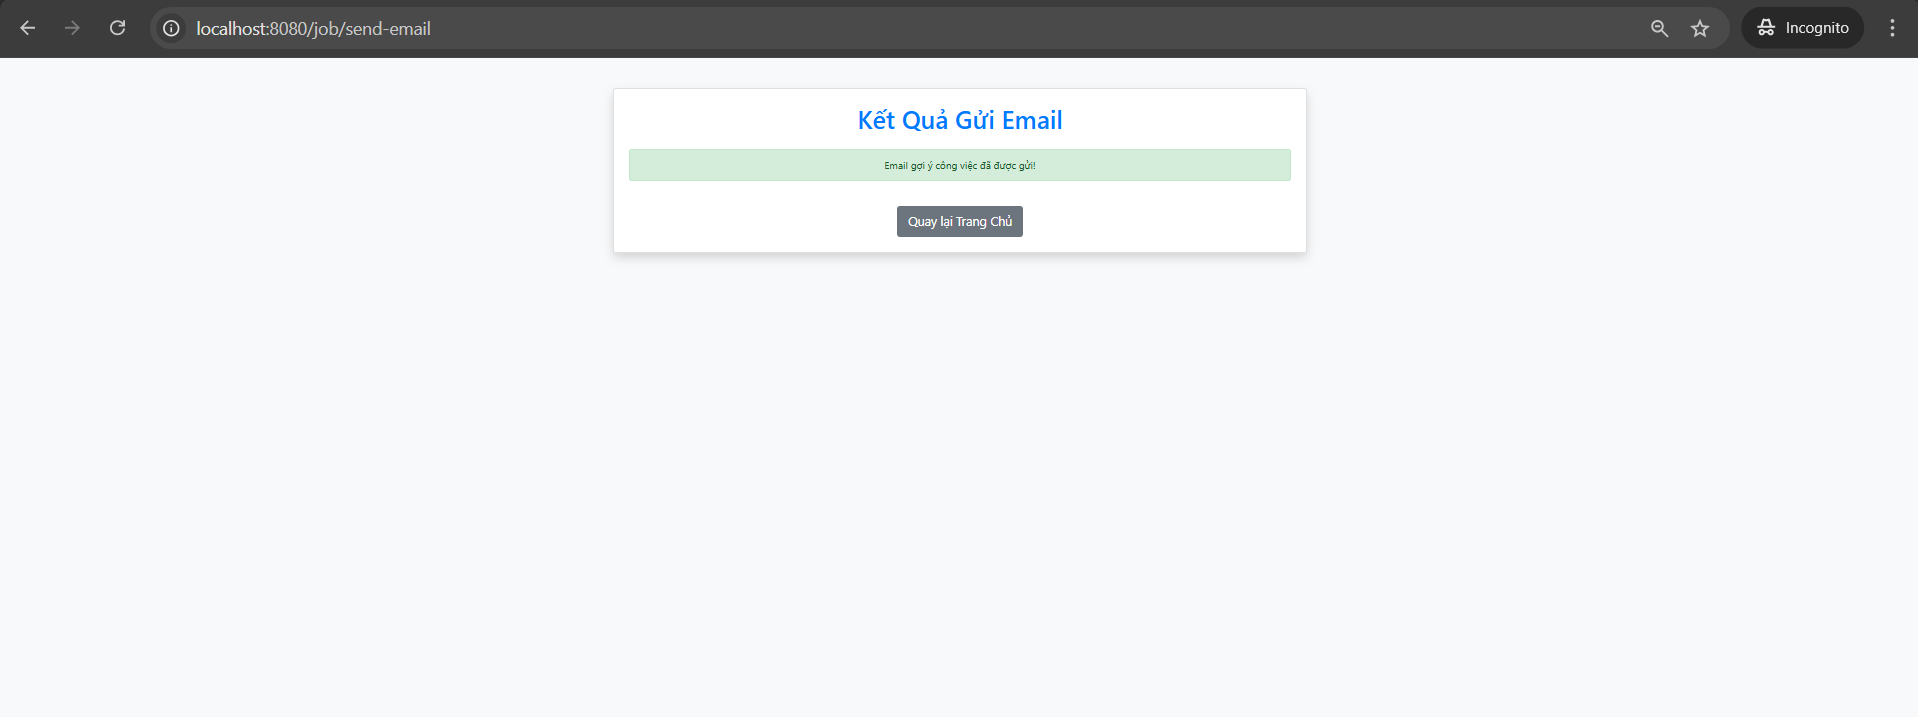 localhost:8080/job/send-email
Incognito
Kết Quả Gửi Email
Email gợi ý công việc đã được gửi!
Quay lại Trang Chủ